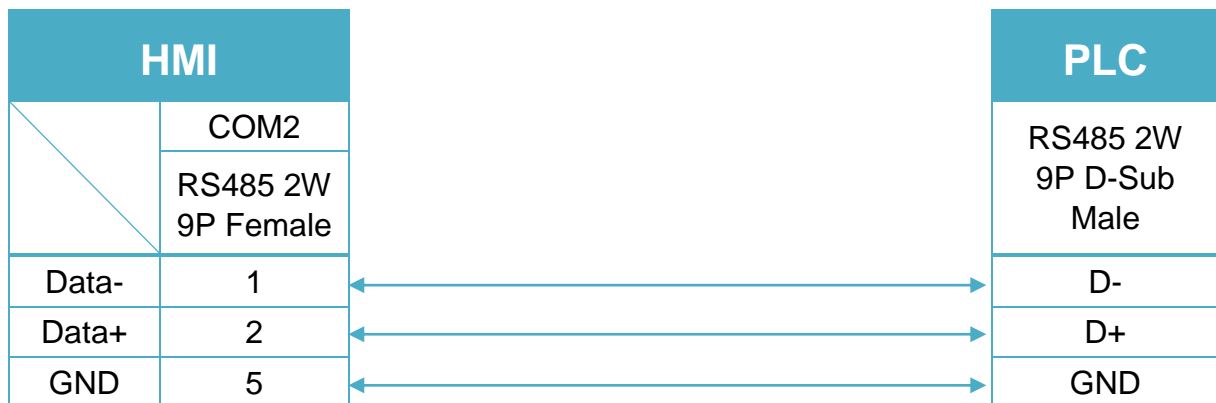 HMI
PLC
COM2
RS485 2W
9P Female
RS485 2W
9P D-Sub
Male
Data- 1 D-
Data+ 2 D+
GND 5 GND